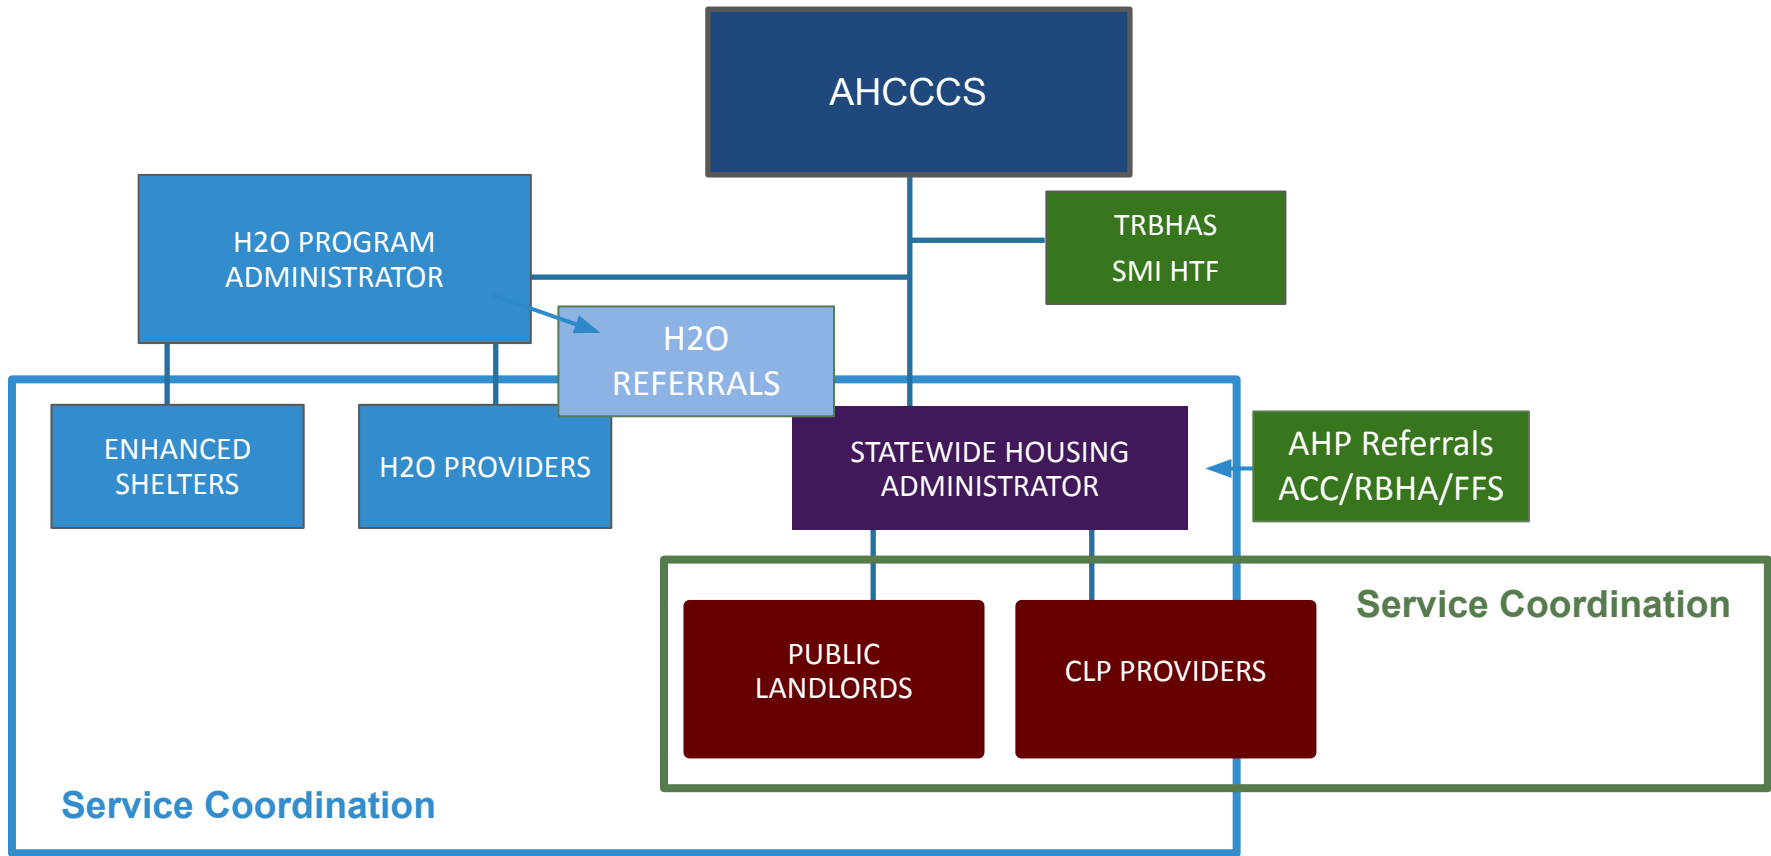 AHCCCS
H2O PROGRAM
ADMINISTRATOR
TRBHAS
SMI HTF
H2O
REFERRALS
ENHANCED
SHELTERS
H2O PROVIDERS
STATEWIDE HOUSING
ADMINISTRATOR
AHP Referrals
ACC/RBHA/FFS
Service Coordination
PUBLIC
LANDLORDS
CLP PROVIDERS
Service Coordination